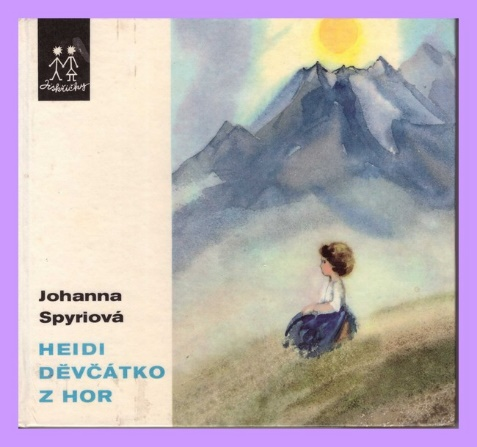 Jiskřičky
Johanna
Spyriová
HEIDI
DĚVČÁTKO
Z HOR